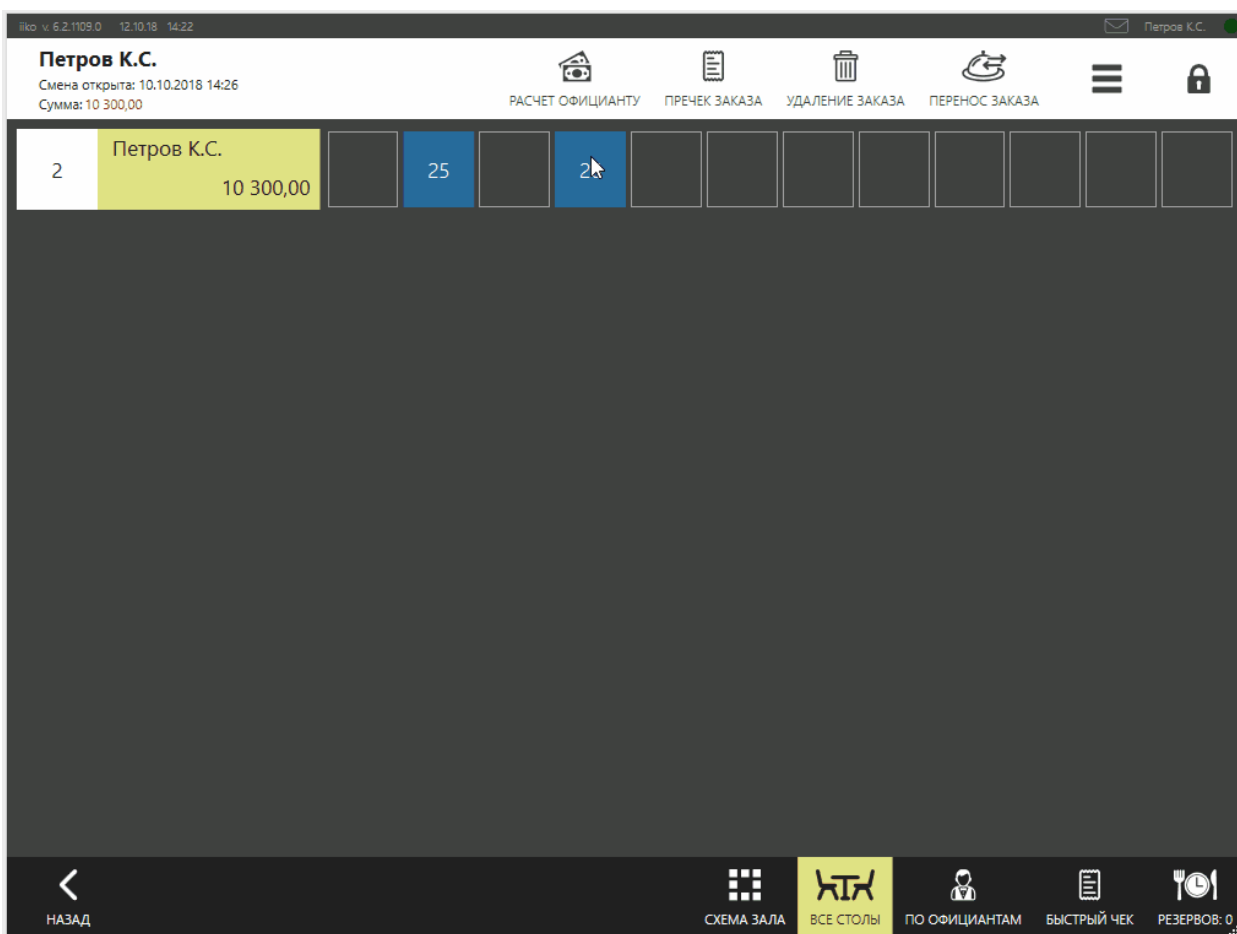 iiko v. 6.2.1109.0 12.10.18 14:22 Петров К.С.
Петров К.С.
Смена открыта: 10.10.2018 14:26
Сумма: 10 300,00
РАСЧЕТ ОФИЦИАНТУ ПРЕЧЕК ЗАКАЗА УДАЛЕНИЕ ЗАКАЗА ПЕРЕНОС ЗАКАЗА
2 Петров К.С. 25
10 300,00
НАЗАД СХЕМА ЗАЛА ВСЕ СТОЛЫ ПО ОФИЦИАНТАМ БЫСТРЫЙ ЧЕК РЕЗЕРВОВ: 0